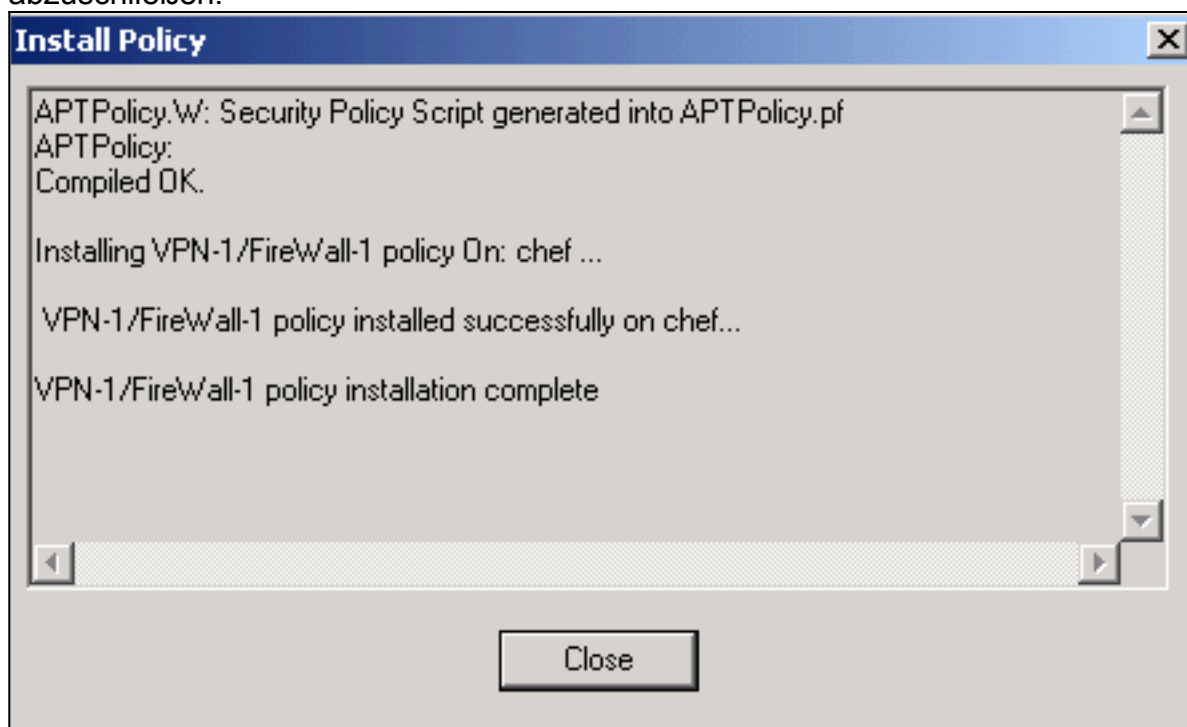 abzuschließen.
Install Policy
APTPolicy.W: Security Policy Script generated into APTPolicy.pf
APTPolicy:
Compiled OK.
Installing VPN-1/FireWall-1 policy On: chef ...
VPN-1/FireWall-1 policy installed successfully on chef...
VPN-1/FireWall-1 policy installation complete
Close